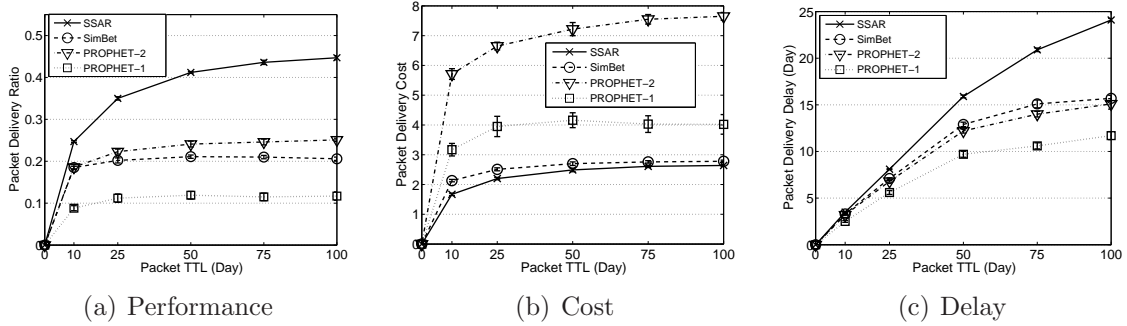 Packet Delivery Ratio
0.5
0.4
0.3
0.2
0.1
0
0 10 25 50 75 100
Packet TTL (Day)
SSAR
SimBet
PROPHET−2
PROPHET−1
(a) Performance
Packet Delivery Cost
8
7
6
5
4
3
2
1
0
0 10 25 50 75 100
Packet TTL (Day)
SSAR
SimBet
PROPHET−2
PROPHET−1
(b) Cost
Packet Delivery Delay (Day)
25
20
15
10
5
0
0 10 25 50 75 100
Packet TTL (Day)
SSAR
SimBet
PROPHET−2
PROPHET−1
(c) Delay